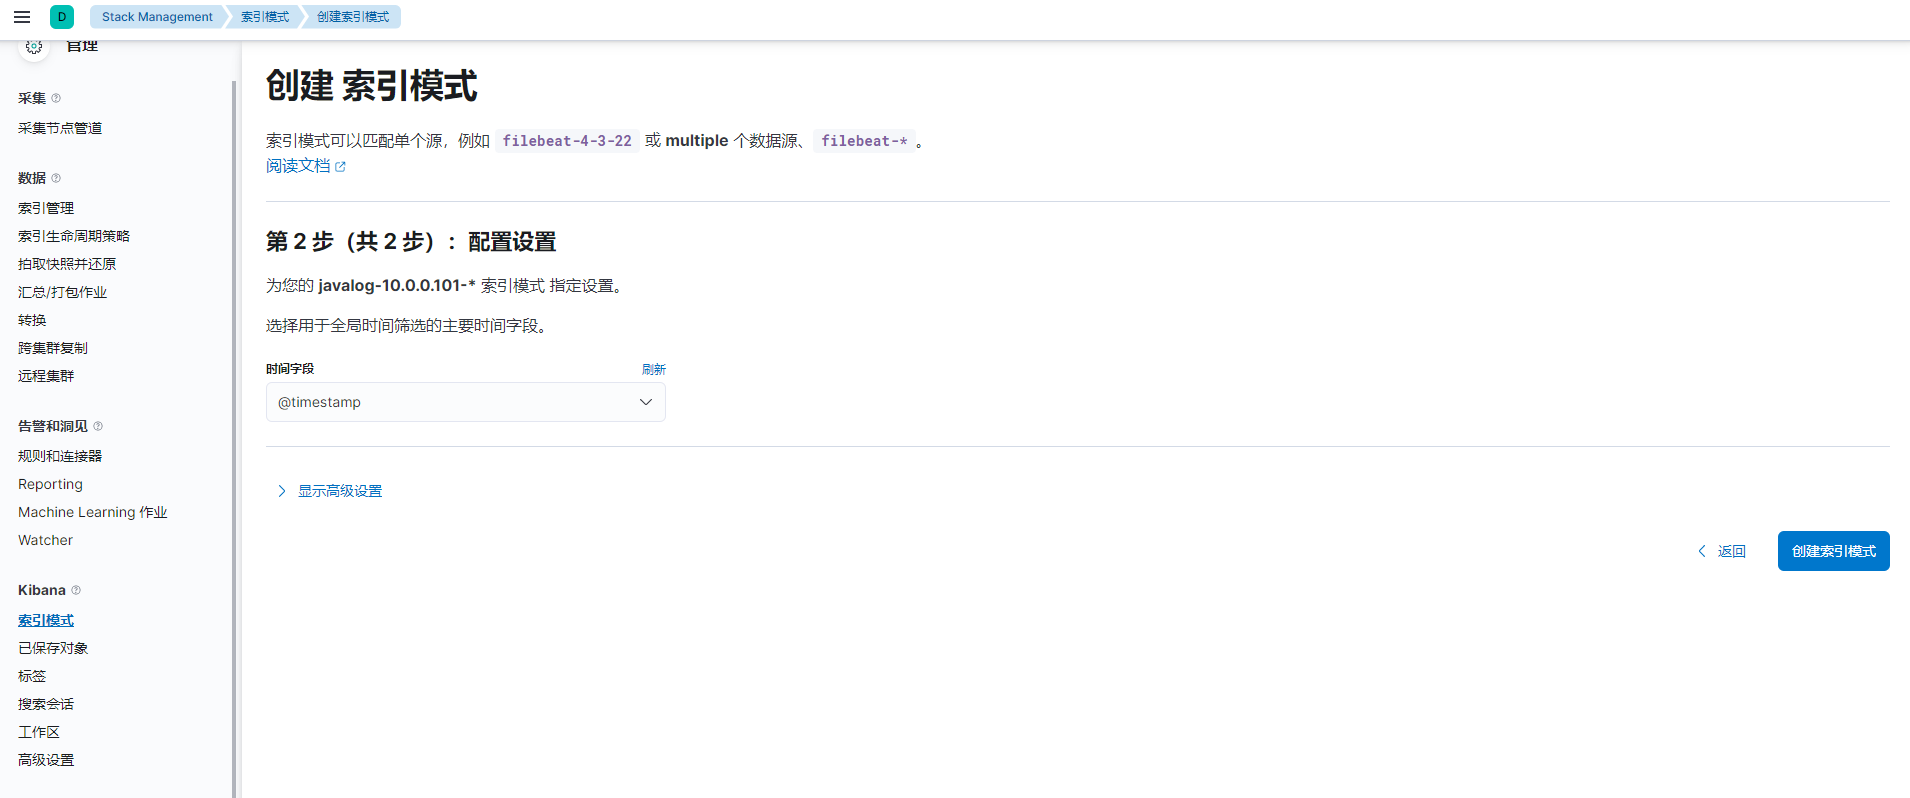 D
Stack Management
索引模式
创建索引模式
管理
采集
采集节点管道
数据
索引管理
索引生命周期策略
拍取快照并还原
汇总/打包作业
转换
跨集群复制
远程集群
告警和洞见
规则和连接器
Reporting
Machine Learning 作业
Watcher
Kibana
索引模式
已保存对象
标签
搜索会话
工作区
高级设置
创建 索引模式
索引模式可以匹配单个源，例如 filebeat-4-3-22 或 multiple 个数据源、 filebeat-* 。
阅读文档
第 2 步（共 2 步）：配置设置
为您的 javalog-10.0.0.101-* 索引模式 指定设置。
选择用于全局时间筛选的主要时间字段。
时间字段
刷新
@timestamp
显示高级设置
返回
创建索引模式